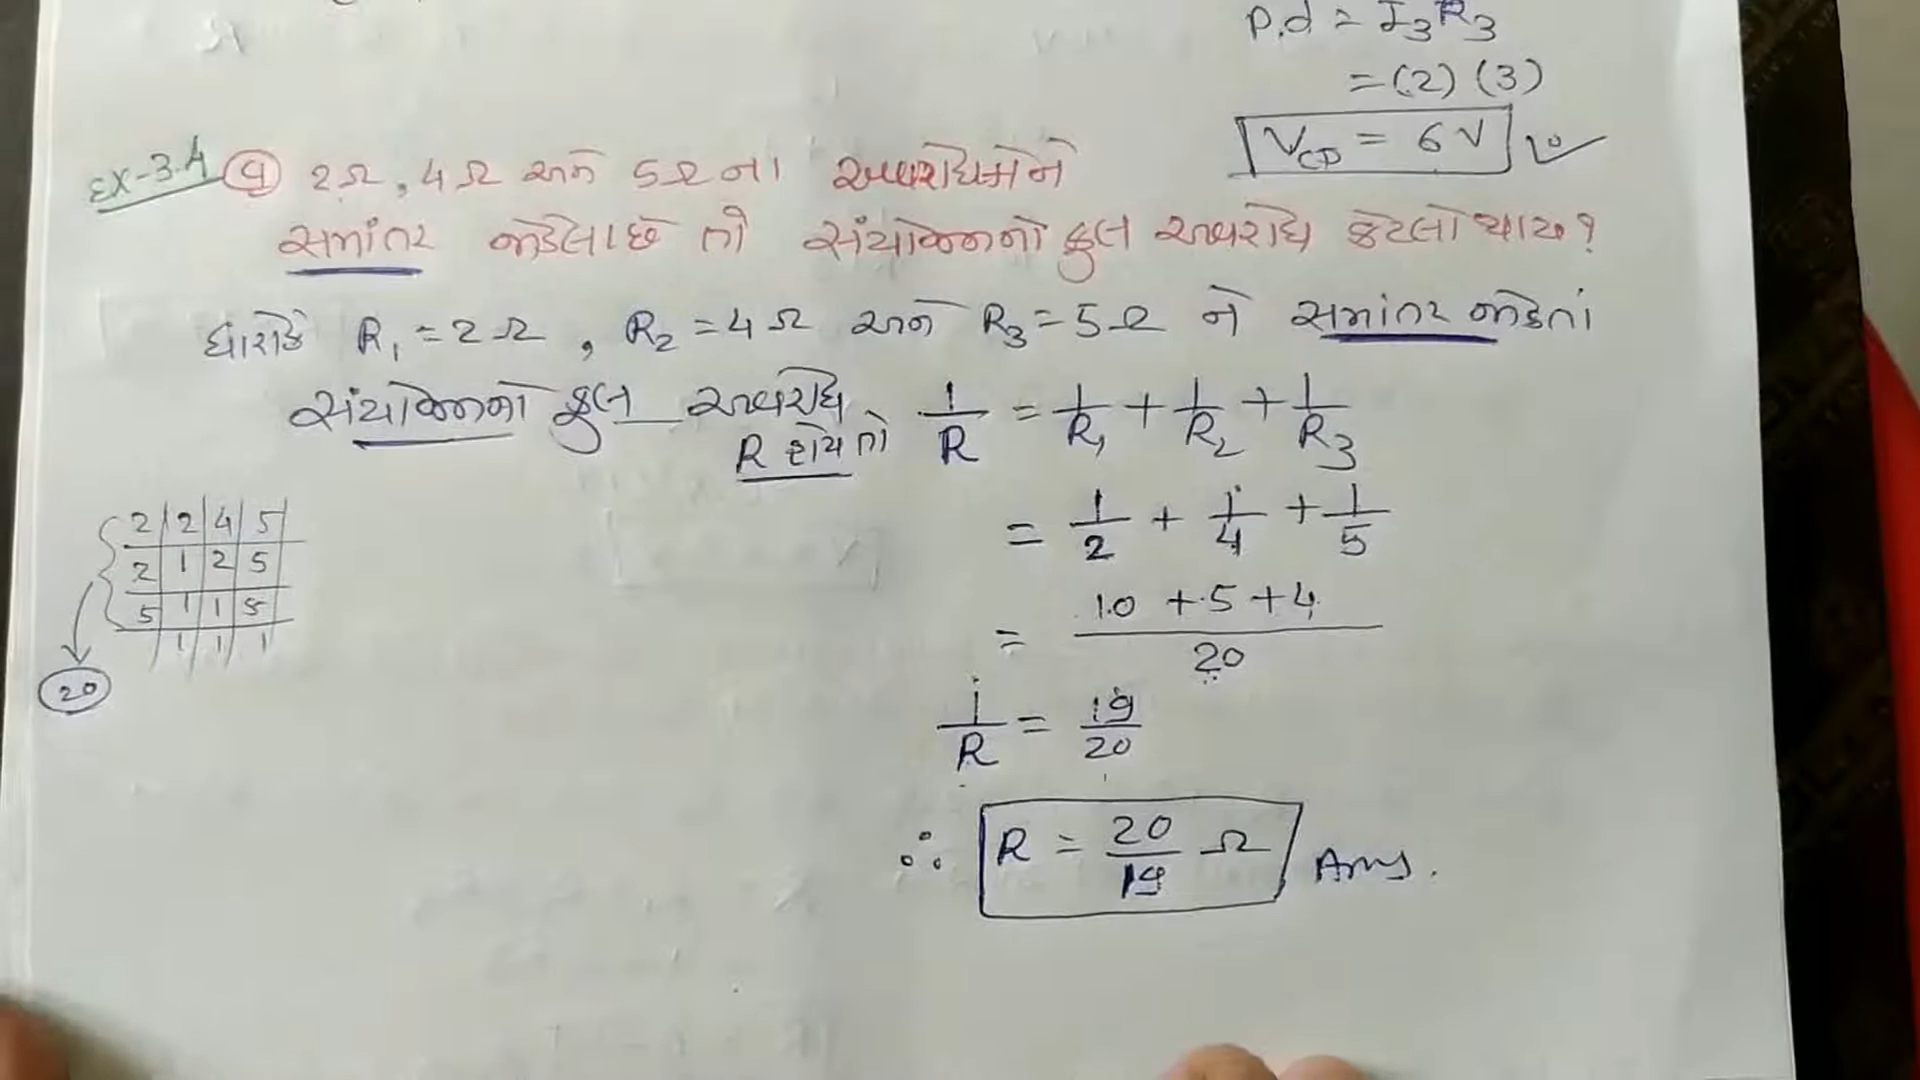 P.d = I₃R₃
= (2) (3)
V_CD = 6V
EX-3.4 (૧) 2Ω, 4Ω અને 5Ω ના અવરોધોને
સમાંતર જોડેલા છે તો સંયોજનનો કુલ અવરોધ કેટલો થાય?
ધારોકે R₁ = 2Ω, R₂ = 4Ω અને R₃ = 5Ω ને સમાંતર જોડતાં
સંયોજનનો કુલ અવરોધ R હોય તો 1/R = 1/R₁ + 1/R₂ + 1/R₃
= 1/2 + 1/4 + 1/5
= 10 + 5 + 4 / 20
1/R = 19/20
∴ R = 20/19 Ω Ans.
2 | 2 | 4 | 5
2 | 1 | 2 | 5
5 | 1 | 1 | 5
1 | 1 | 1
20